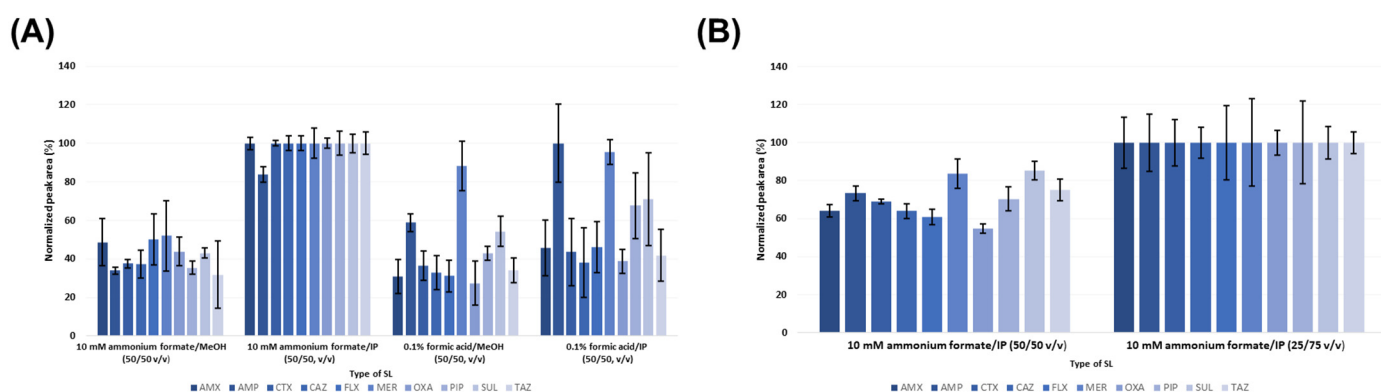 (A)
Normalized peak area (%)
140
120
100
80
60
40
20
0
10 mM ammonium formate/MeOH
(50/50 v/v)
10 mM ammonium formate/IP
(50/50, v/v)
0.1% formic acid/MeOH
(50/50, v/v)
0.1% formic acid/IP
(50/50, v/v)
Type of SL
AMX AMP CTX CAZ FLX MER OXA PIP SUL TAZ
(B)
Normalized peak area (%)
140
120
100
80
60
40
20
0
10 mM ammonium formate/IP (50/50 v/v)
10 mM ammonium formate/IP (25/75 v/v)
Type of SL
AMX AMP CTX CAZ FLX MER OXA PIP SUL TAZ